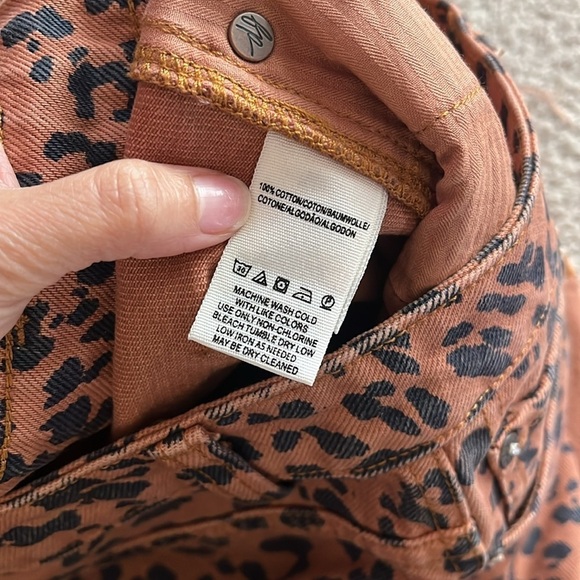 100% COTTON/COTON/BAUMWOLLE/
COTONE/ALGODÃO/ALGODON
30
P
MACHINE WASH COLD
WITH LIKE COLORS
USE ONLY NON-CHLORINE
BLEACH TUMBLE DRY LOW
LOW IRON AS NEEDED
MAY BE DRY CLEANED